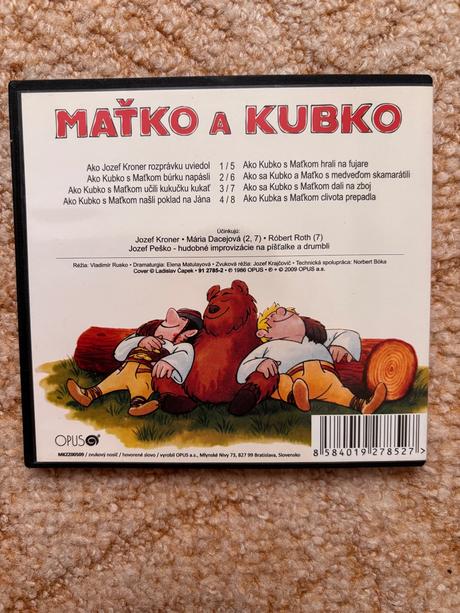 MAŤKO A KUBKO
Ako Jozef Kroner rozprávku uviedol 1 / 5 Ako Kubko s Maťkom hrali na fujare
Ako Kubko s Maťkom búrku napásli 2 / 6 Ako sa Kubko a Maťko s medveďom skamarátili
Ako Kubko s Maťkom učili kukučku kukať 3 / 7 Ako sa Kubko s Maťkom dali na zboj
Ako Kubko s Maťkom našli poklad na Jána 4 / 8 Ako Kubka s Maťkom clivota prepadla
Účinkujú:
Jozef Kroner • Mária Dacejová (2, 7) • Róbert Roth (7)
Jozef Peško - hudobné improvizácie na píšťalke a drumbli
Réžia: Vladimír Rusko • Dramaturgia: Elena Matulayová • Zvuková réžia: Jozef Krajčovič • Technická spolupráca: Norbert Bóka
Cover © Ladislav Čapek • 91 2785-2 • ℗ 1986 OPUS • ℗ + © 2009 OPUS a.s.
OPUS
MKZZ00509 / zvukový nosič / hovorené slovo / vyrobil OPUS a.s., Mlynské Nivy 73, 827 99 Bratislava, Slovensko
8 584019 278527 >